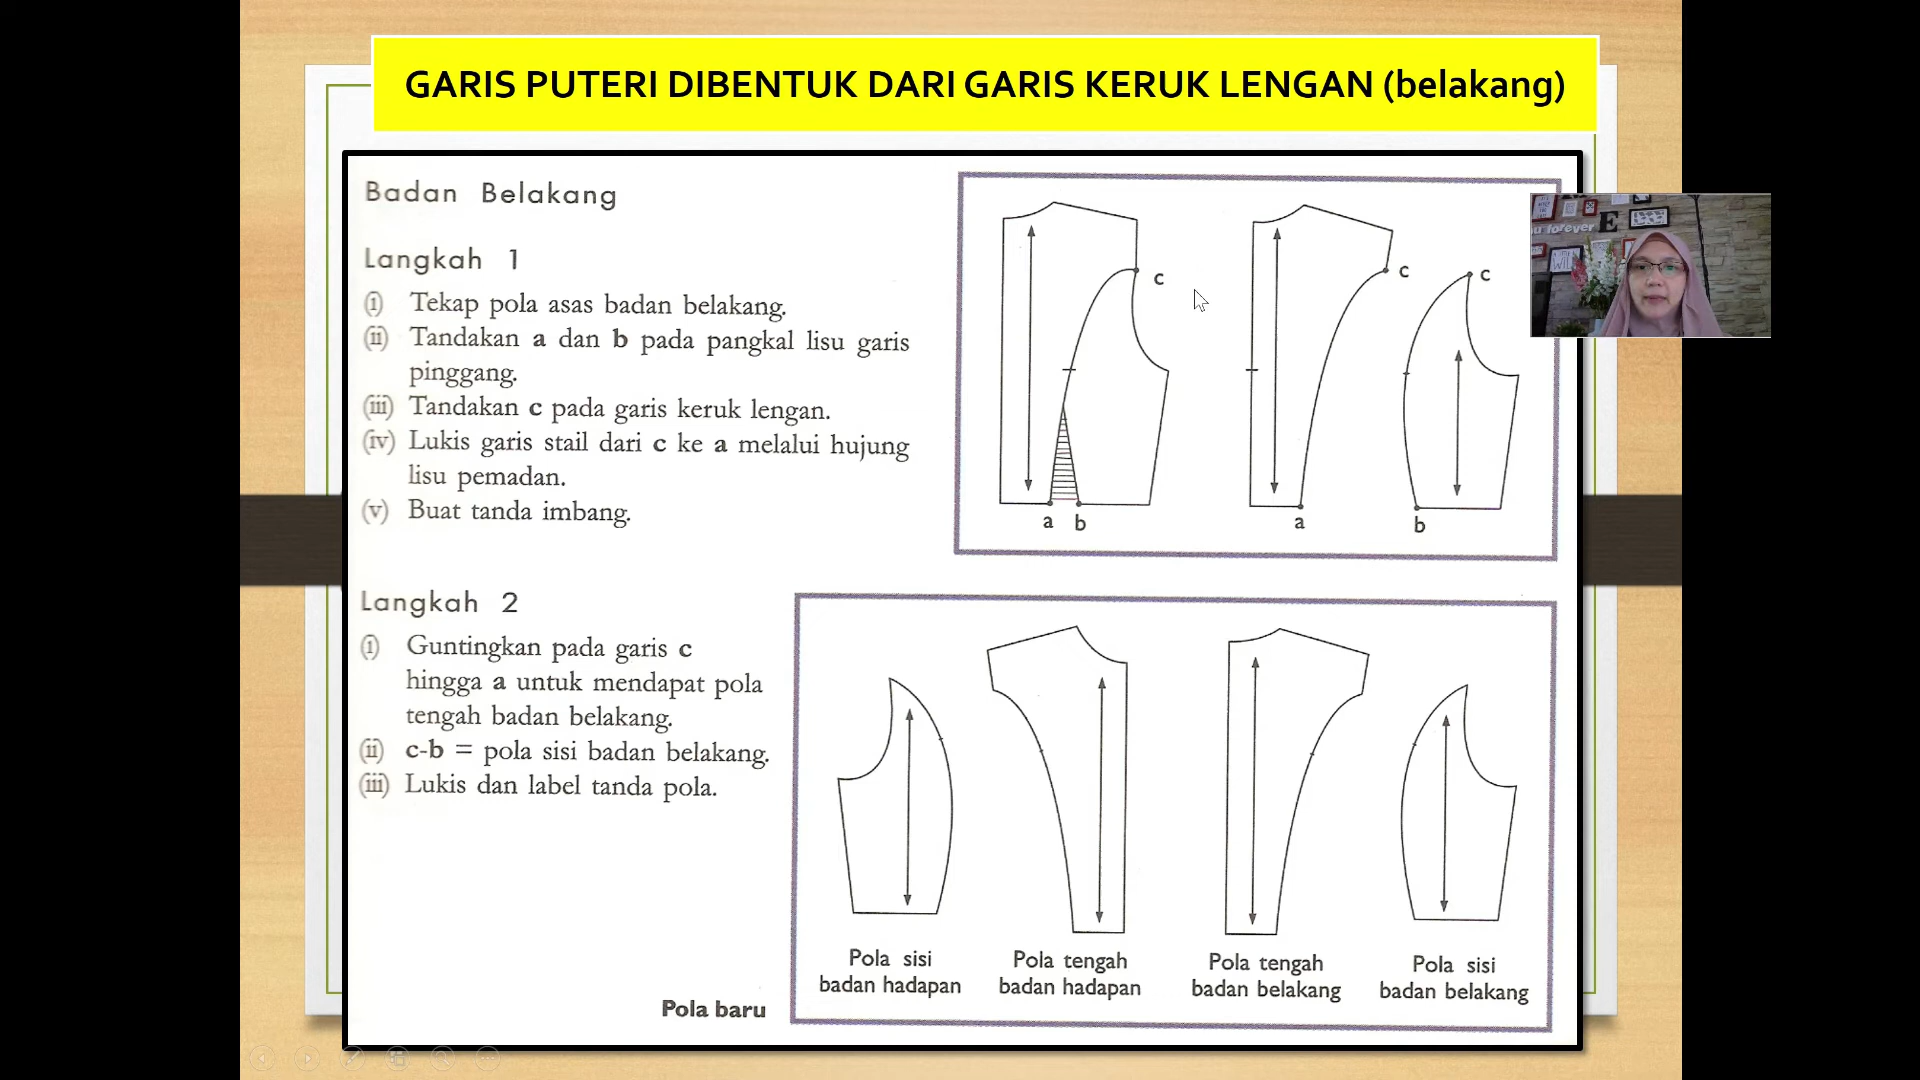 GARIS PUTERI DIBENTUK DARI GARIS KERUK LENGAN (belakang)
Badan Belakang
Langkah 1
(i) Tekap pola asas badan belakang.
(ii) Tandakan a dan b pada pangkal lisu garis
pinggang.
(iii) Tandakan c pada garis keruk lengan.
(iv) Lukis garis stail dari c ke a melalui hujung
lisu pemadan.
(v) Buat tanda imbang.
c
a b
c
a
c
b
Langkah 2
(i) Guntingkan pada garis c
hingga a untuk mendapat pola
tengah badan belakang.
(ii) c-b = pola sisi badan belakang.
(iii) Lukis dan label tanda pola.
Pola sisi
badan hadapan
Pola tengah
badan hadapan
Pola tengah
badan belakang
Pola sisi
badan belakang
Pola baru
forever
E